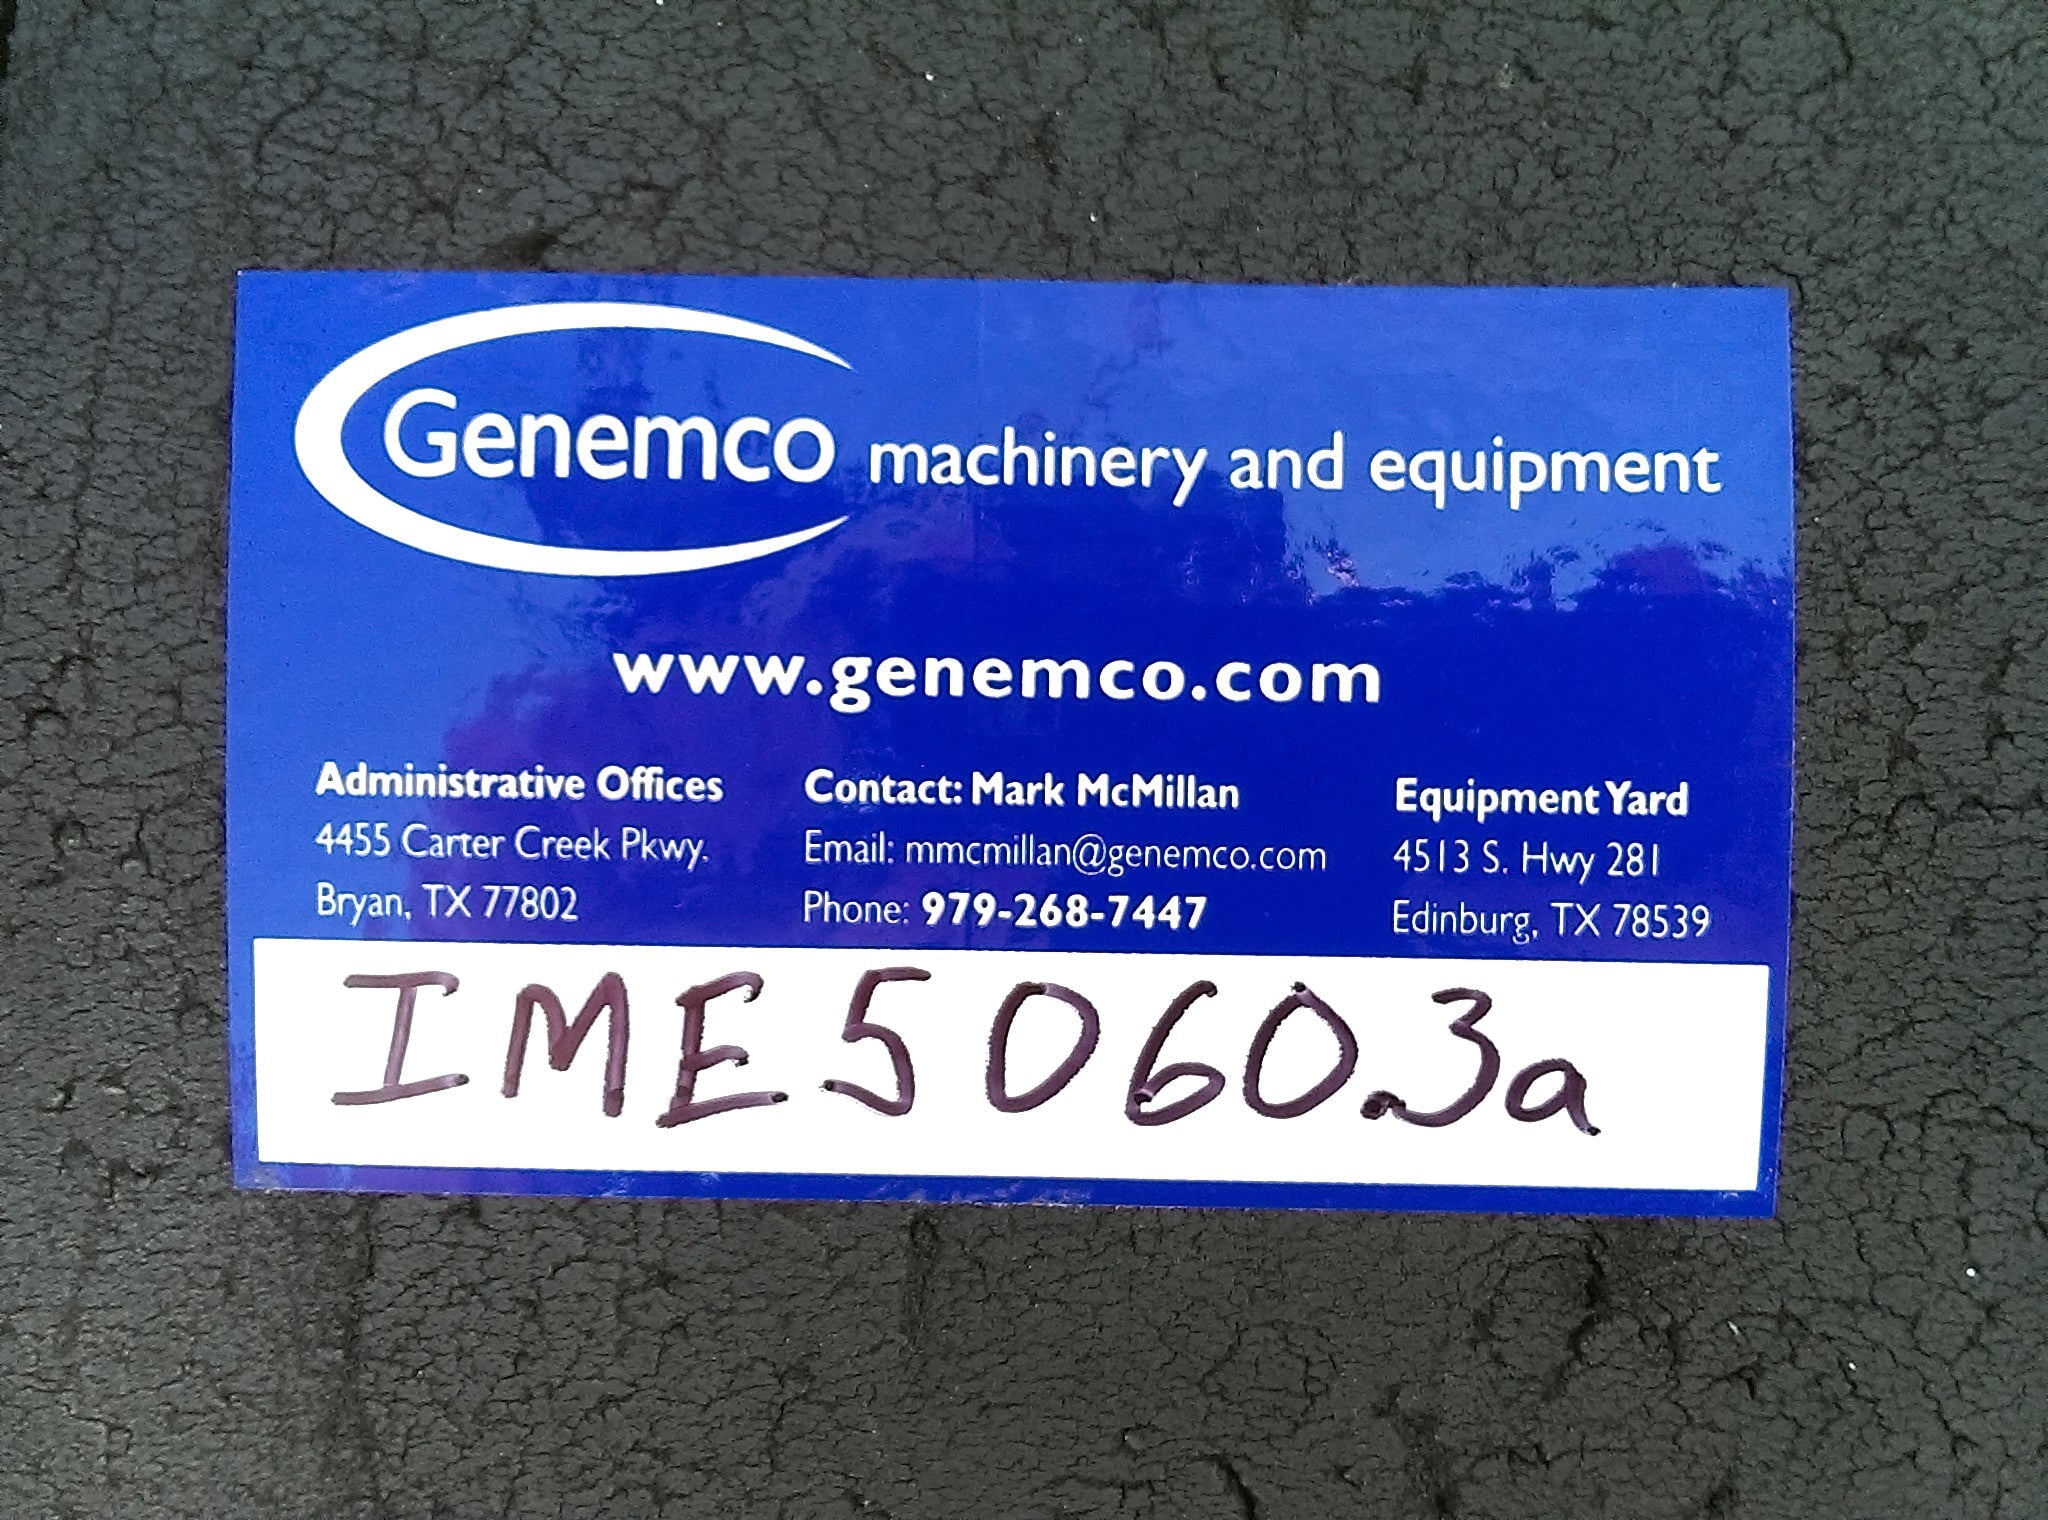 Genemco machinery and equipment
www.genemco.com
Administrative Offices
4455 Carter Creek Pkwy.
Bryan, TX 77802
Contact: Mark McMillan
Email: mmcmillan@genemco.com
Phone: 979-268-7447
Equipment Yard
4513 S. Hwy 281
Edinburg, TX 78539
IME5060.3a